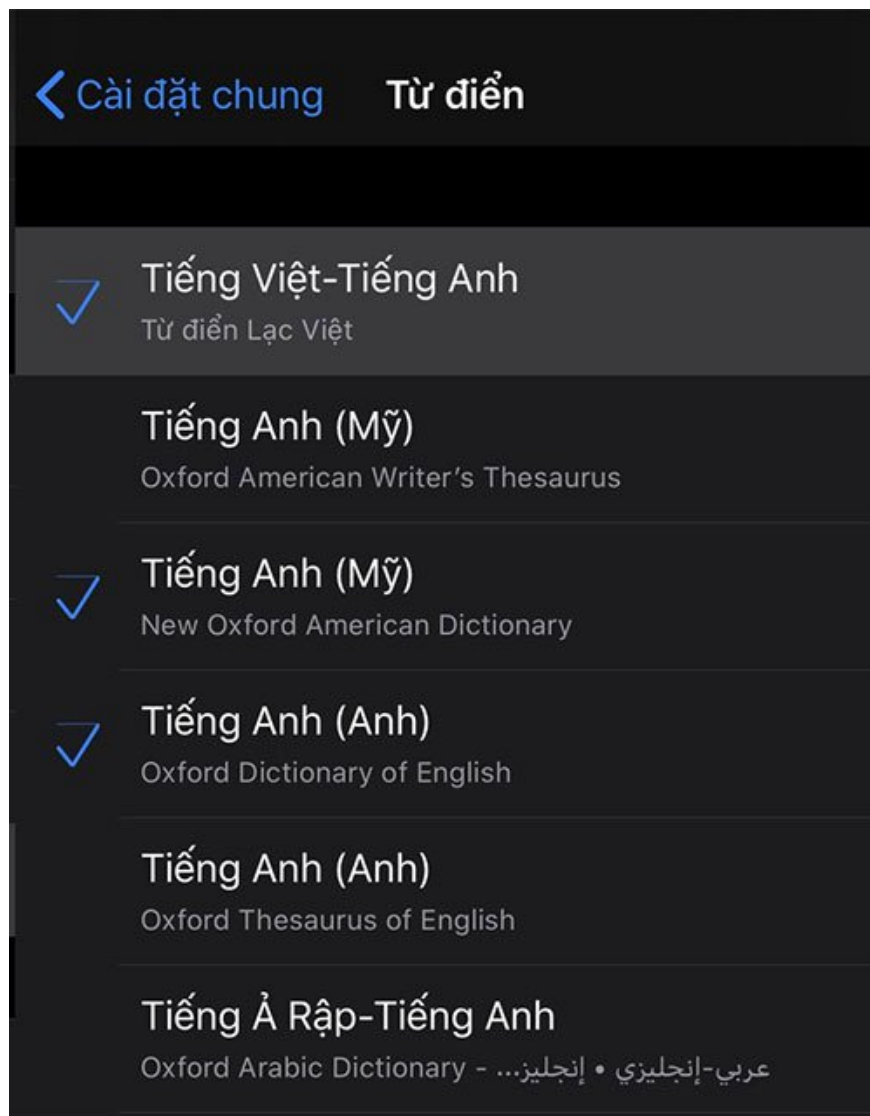 Cài đặt chung Từ điển
Tiếng Việt-Tiếng Anh
Từ điển Lạc Việt
Tiếng Anh (Mỹ)
Oxford American Writer’s Thesaurus
Tiếng Anh (Mỹ)
New Oxford American Dictionary
Tiếng Anh (Anh)
Oxford Dictionary of English
Tiếng Anh (Anh)
Oxford Thesaurus of English
Tiếng Ả Rập-Tiếng Anh
Oxford Arabic Dictionary - عربي-إنجليزي • إنجليز...